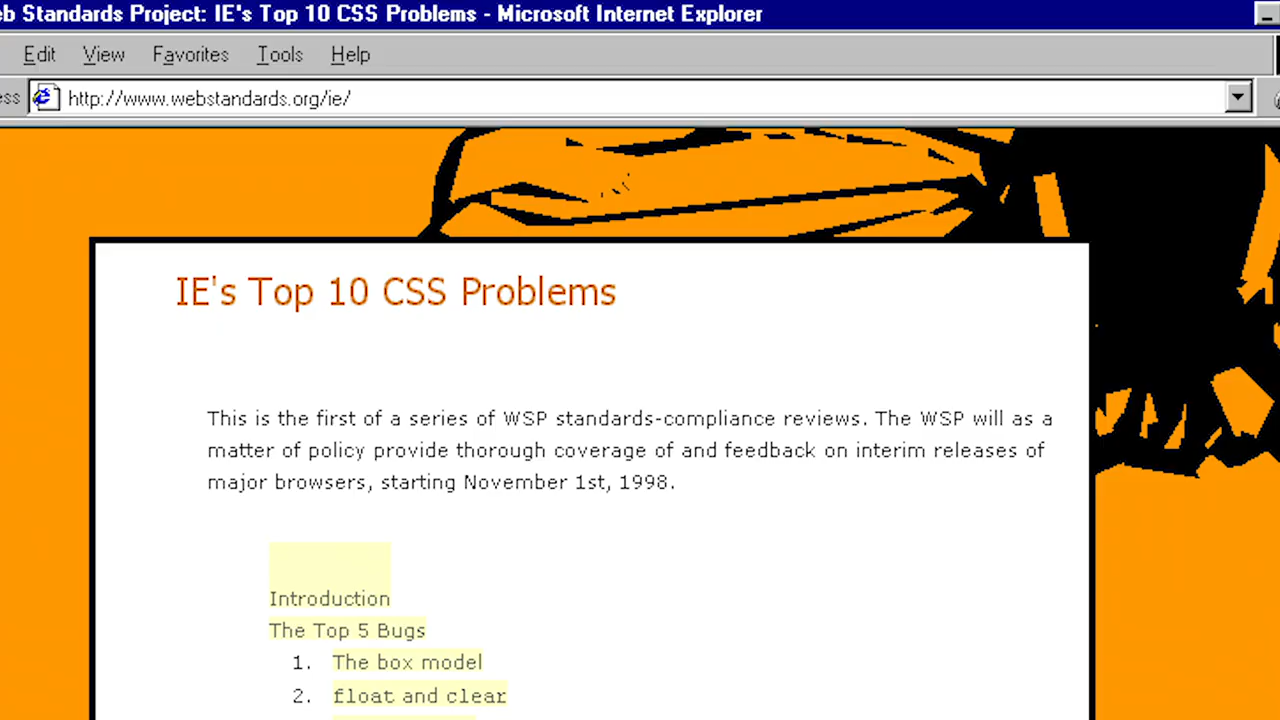 b Standards Project: IE's Top 10 CSS Problems - Microsoft Internet Explorer
Edit View Favorites Tools Help
ess http://www.webstandards.org/ie/
IE's Top 10 CSS Problems
This is the first of a series of WSP standards-compliance reviews. The WSP will as a
matter of policy provide thorough coverage of and feedback on interim releases of
major browsers, starting November 1st, 1998.
Introduction
The Top 5 Bugs
1. The box model
2. float and clear